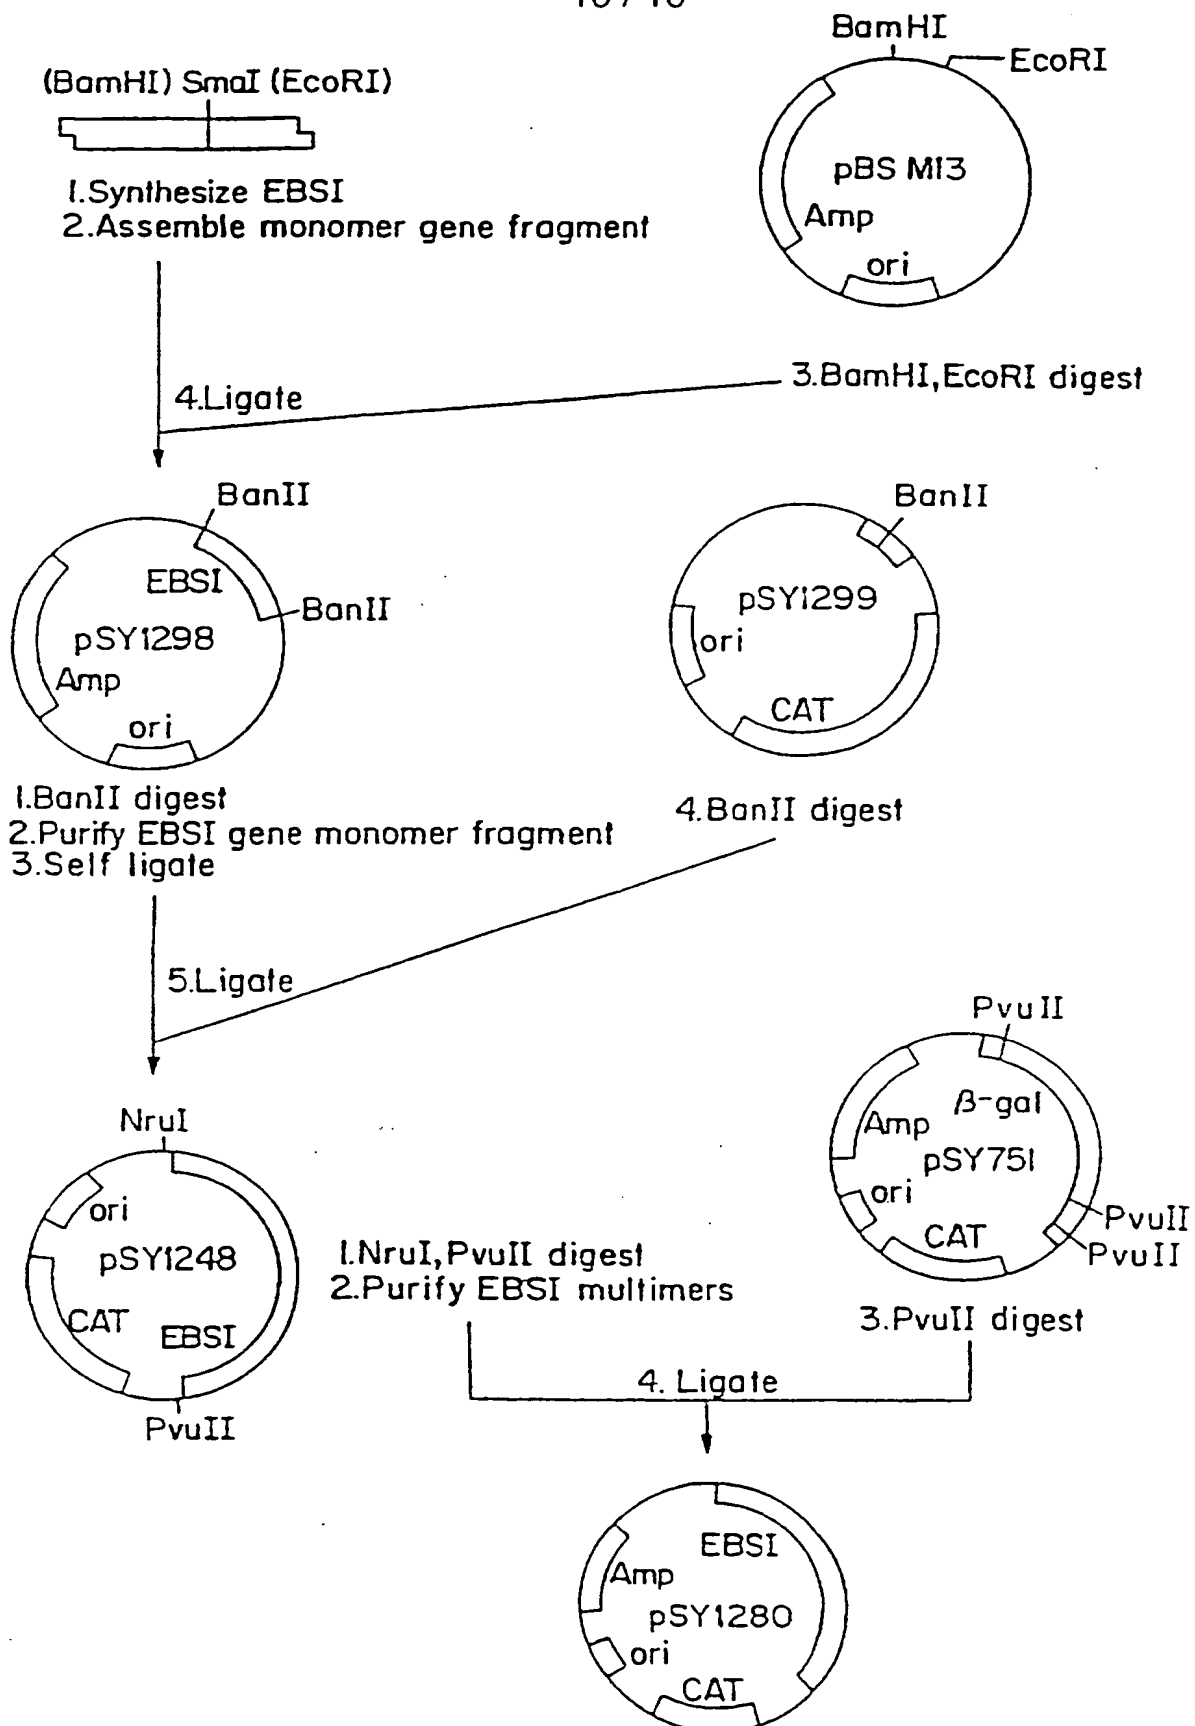 BamHI
EcoRI
(BamHI) SmaI (EcoRI)
pBS M13
Amp
ori
1.Synthesize EBSI
2.Assemble monomer gene fragment
3.BamHI,EcoRI digest
4.Ligate
BanII
EBSI
BanII
pSY1298
Amp
ori
BanII
pSY1299
ori
CAT
1.BanII digest
2.Purify EBSI gene monomer fragment
3.Self ligate
4.BanII digest
5.Ligate
NruI
ori
pSY1248
CAT
EBSI
PvuII
1.NruI,PvuII digest
2.Purify EBSI multimers
PvuII
β-gal
Amp
pSY751
ori
CAT
PvuII
PvuII
3.PvuII digest
4. Ligate
EBSI
Amp
pSY1280
ori
CAT